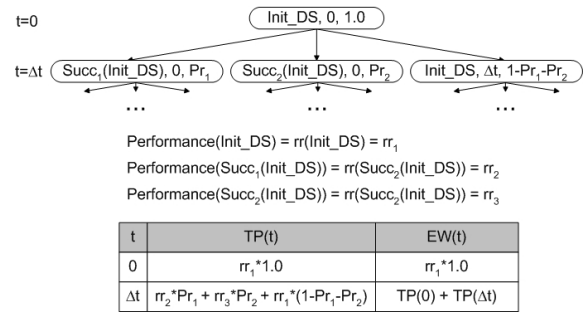 t=0 Init_DS, 0, 1.0
t=Δt Succ₁(Init_DS), 0, Pr₁ Succ₂(Init_DS), 0, Pr₂ Init_DS, Δt, 1-Pr₁-Pr₂
... ... ...
Performance(Init_DS) = rr(Init_DS) = rr₁
Performance(Succ₁(Init_DS)) = rr(Succ₂(Init_DS)) = rr₂
Performance(Succ₂(Init_DS)) = rr(Succ₂(Init_DS)) = rr₃
t TP(t) EW(t)
0 rr₁*1.0 rr₁*1.0
Δt rr₂*Pr₁ + rr₃*Pr₂ + rr₁*(1-Pr₁-Pr₂) TP(0) + TP(Δt)